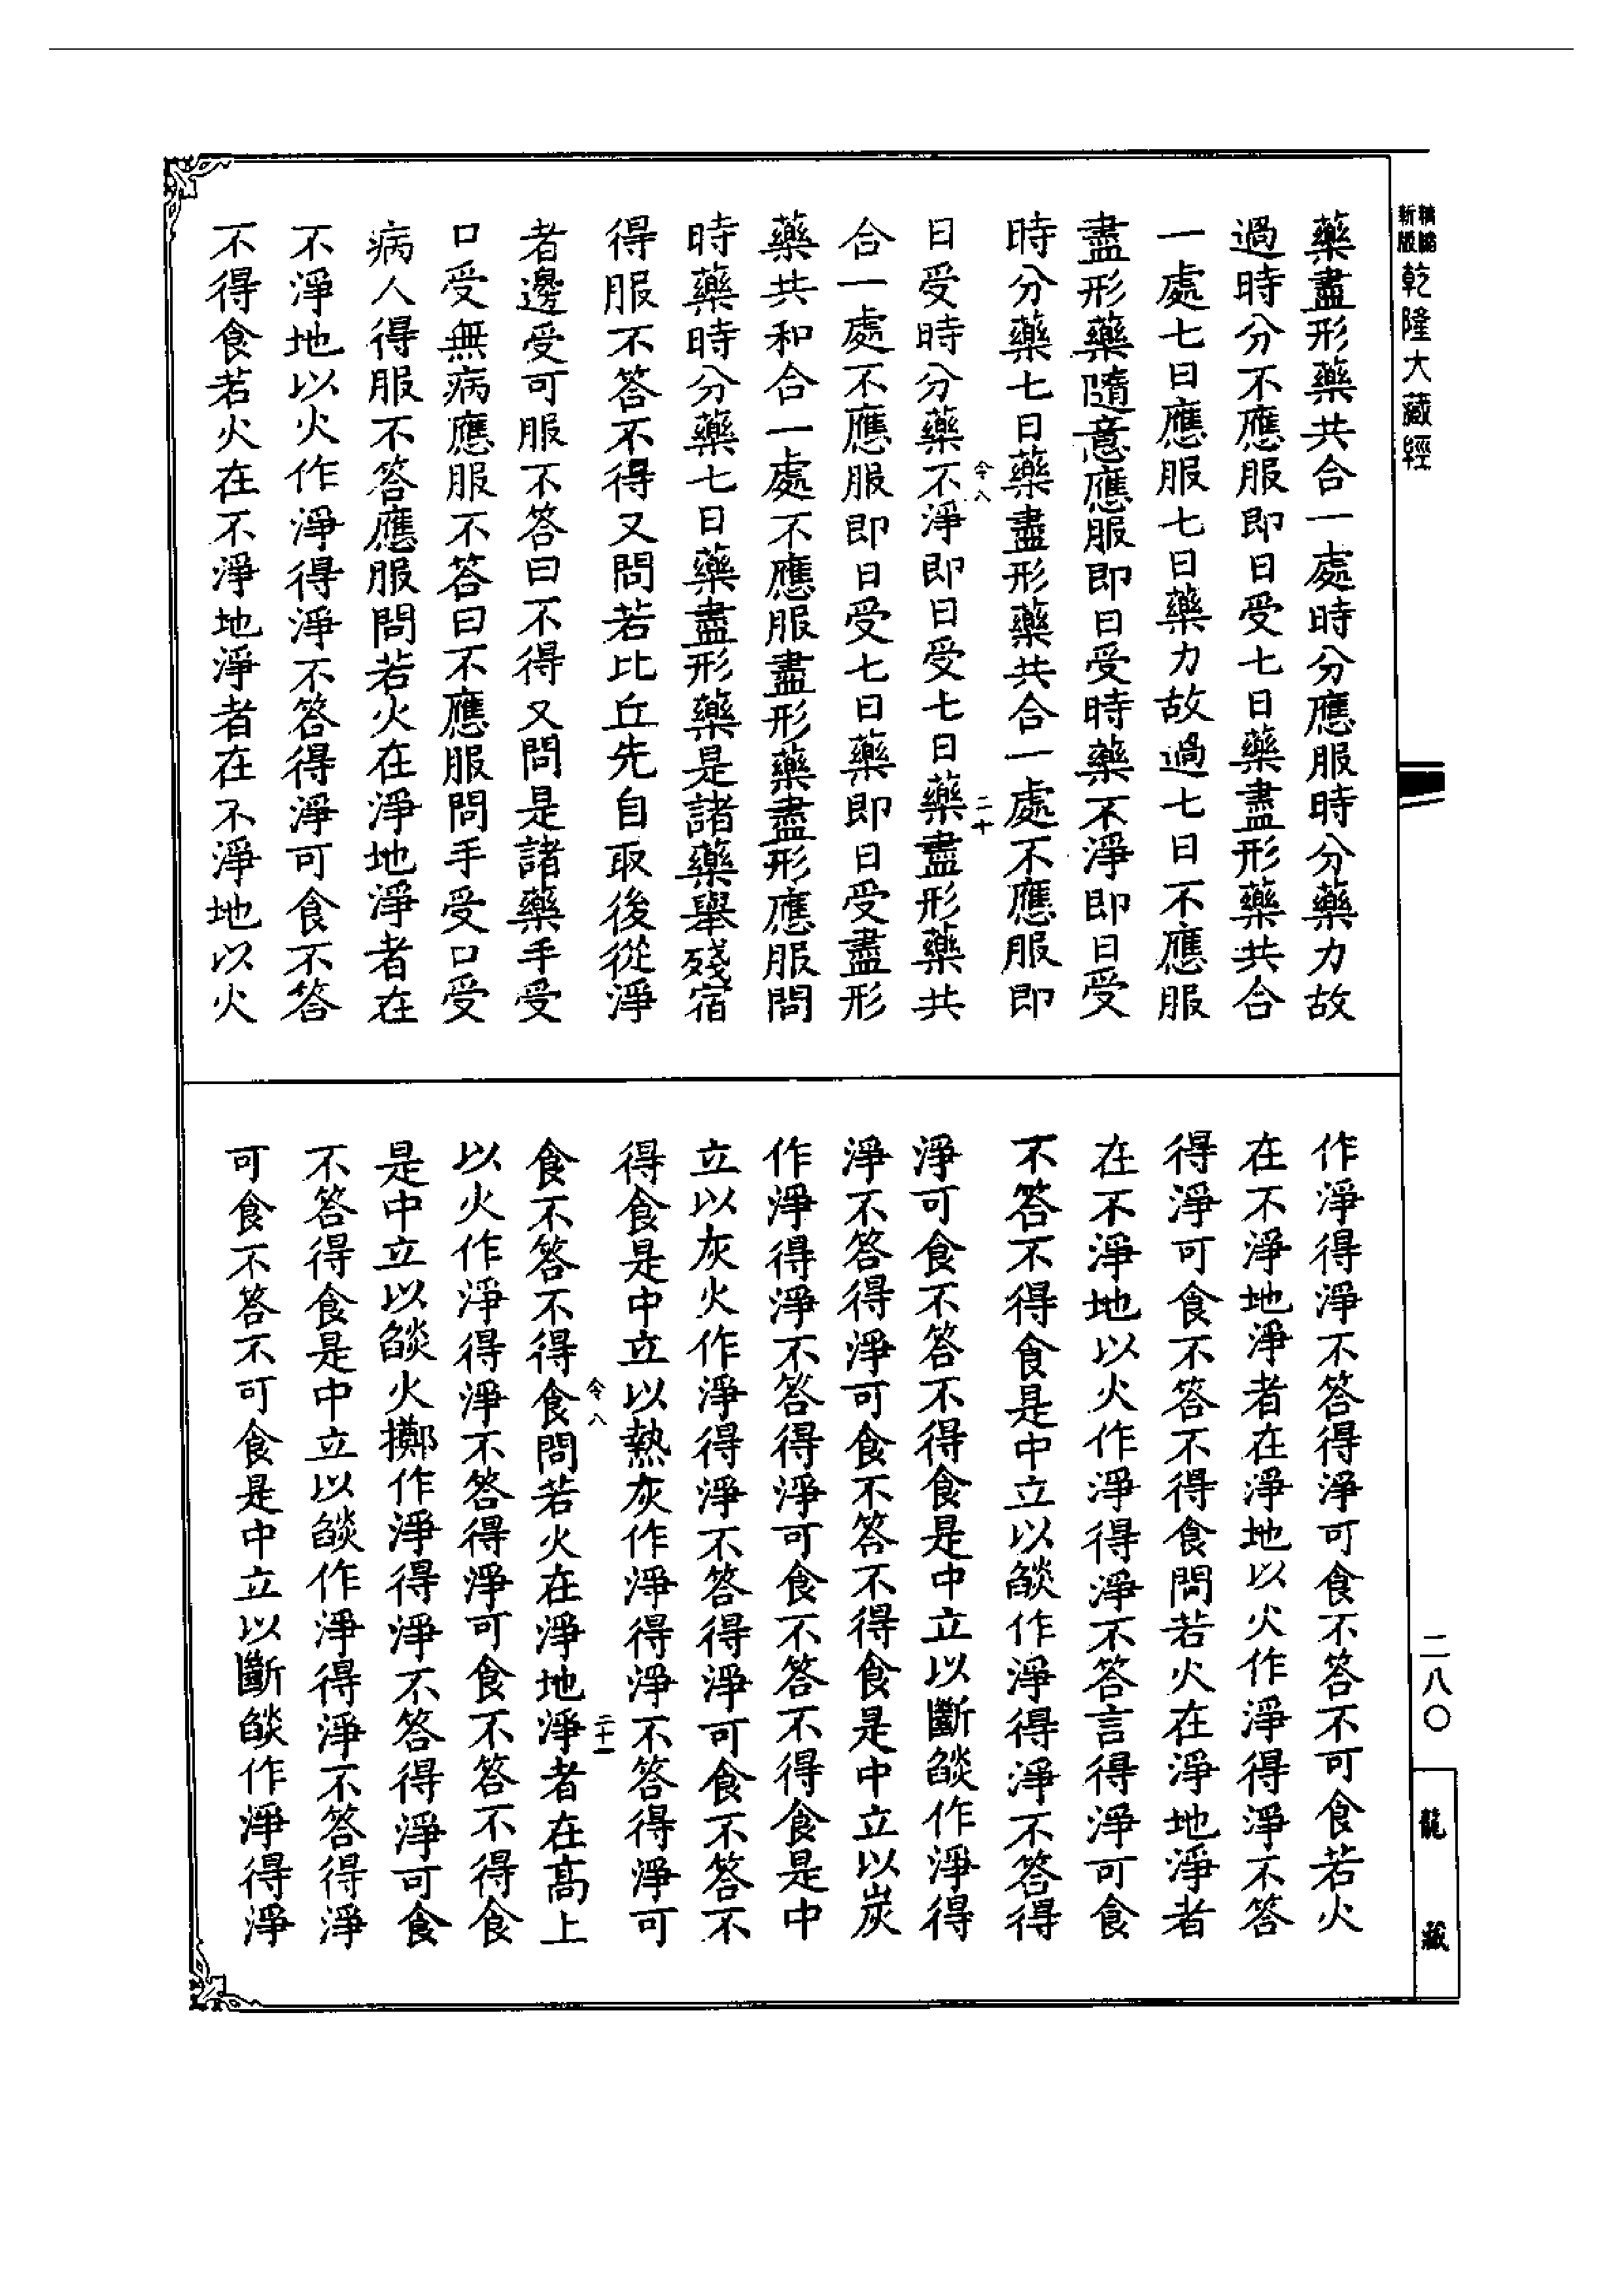 新版
精縮
乾隆大藏經
藥盡形藥共合一處時分應服時分藥力故
過時分不應服即日受七日藥盡形藥共合
一處七日應服七日藥力故過七日不應服
盡形藥隨意應服即日受時藥不淨即日受
時分藥七日藥盡形藥共合一處不應服即
日受時分藥不淨即日受七日藥盡形藥共
令八
二十
合一處不應服即日受七日藥即日受盡形
藥共和合一處不應服盡形藥盡形應服問
時藥時分藥七日藥盡形藥是諸藥舉殘宿
得服不答不得又問若比丘先自取後從淨
者邊受可服不答曰不得又問是諸藥手受
口受無病應服不答曰不應服問手受口受
病人得服不答應服問若火在淨地淨者在
不淨地以火作淨得淨不答得淨可食不答
不得食若火在不淨地淨者在不淨地以火
作淨得淨不答得淨可食不答不可食若火
在不淨地淨者在淨地以火作淨得淨不答
得淨可食不答不得食問若火在淨地淨者
在不淨地以火作淨得淨不答言得淨可食
不答不得食是中立以燄作淨得淨不答得
淨可食不答不得食是中立以斷燄作淨得
淨不答得淨可食不答不得食是中立以炭
作淨得淨不答得淨可食不答不得食是中
立以灰火作淨得淨不答得淨可食不答不
得食是中立以熱灰作淨得淨不答得淨可
食不答不得食問若火在淨地淨者在高上
令八
二十一
以火作淨得淨不答得淨可食不答不得食
是中立以燄火擲作淨得淨不答得淨可食
不答得食是中立以燄作淨得淨不答得淨
可食不答不可食是中立以斷燄作淨得淨
二八〇
龍藏